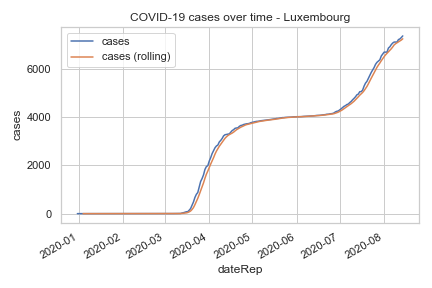 COVID-19 cases over time - Luxembourg
cases
cases (rolling)
6000
4000
2000
0
cases
2020-01
2020-02
2020-03
2020-04
2020-05
2020-06
2020-07
2020-08
dateRep